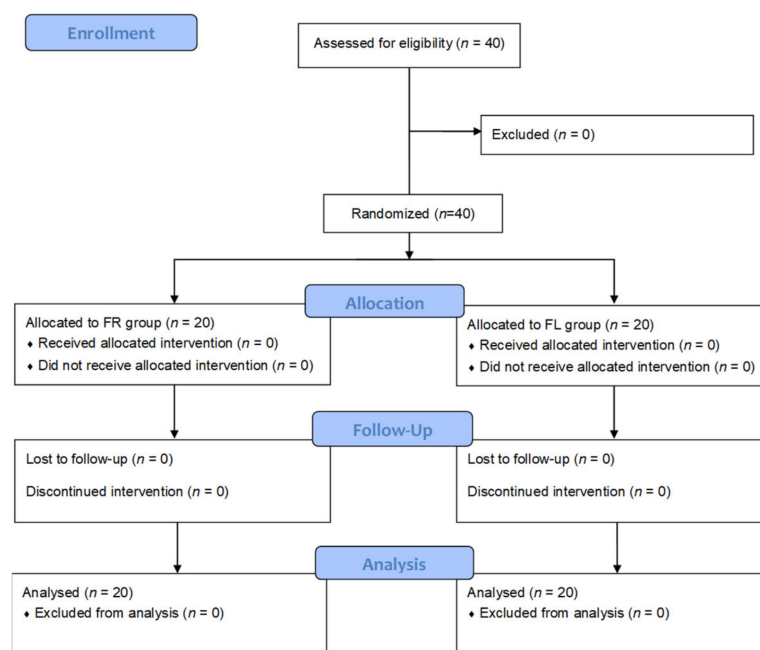 Enrollment
Assessed for eligibility (n = 40)
Excluded (n = 0)
Randomized (n=40)
Allocation
Allocated to FR group (n = 20)
♦ Received allocated intervention (n = 0)
♦ Did not receive allocated intervention (n = 0)
Allocated to FL group (n = 20)
♦ Received allocated intervention (n = 0)
♦ Did not receive allocated intervention (n = 0)
Follow-Up
Lost to follow-up (n = 0)
Discontinued intervention (n = 0)
Lost to follow-up (n = 0)
Discontinued intervention (n = 0)
Analysis
Analysed (n = 20)
♦ Excluded from analysis (n = 0)
Analysed (n = 20)
♦ Excluded from analysis (n = 0)